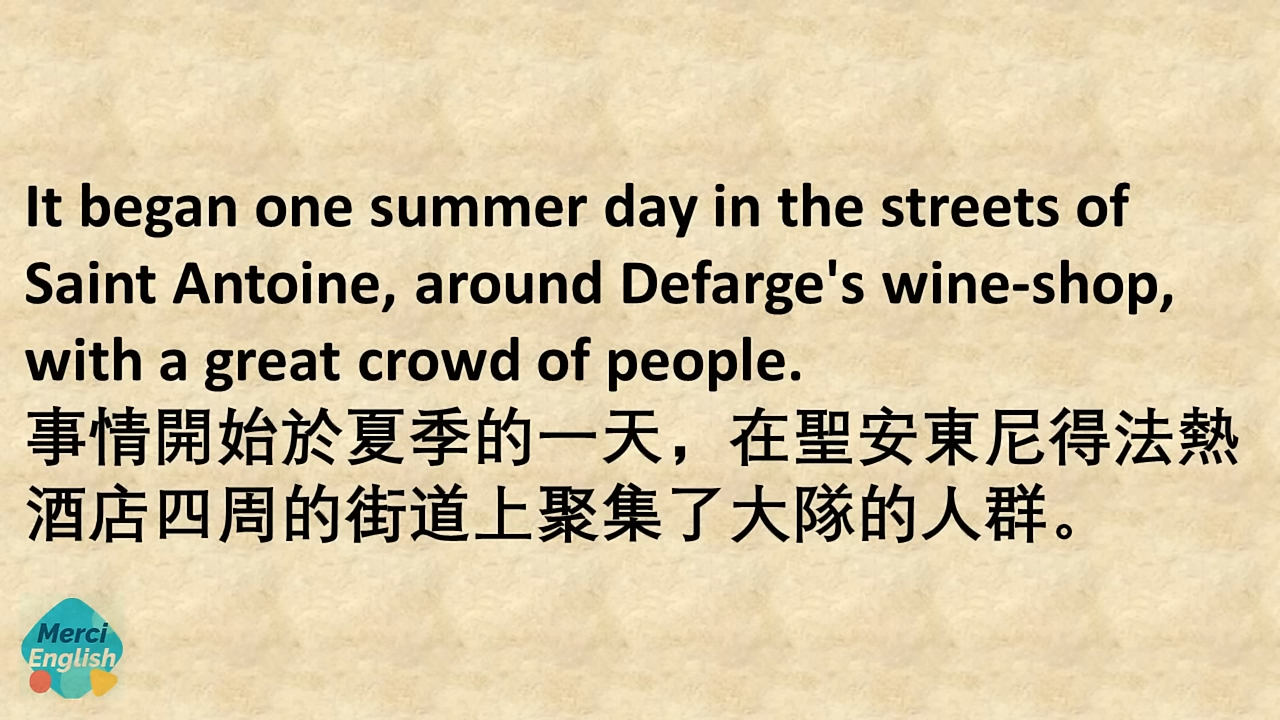 It began one summer day in the streets of
Saint Antoine, around Defarge's wine-shop,
with a great crowd of people.
事情開始於夏季的一天，在聖安東尼得法熱
酒店四周的街道上聚集了大隊的人群。
Merci
English